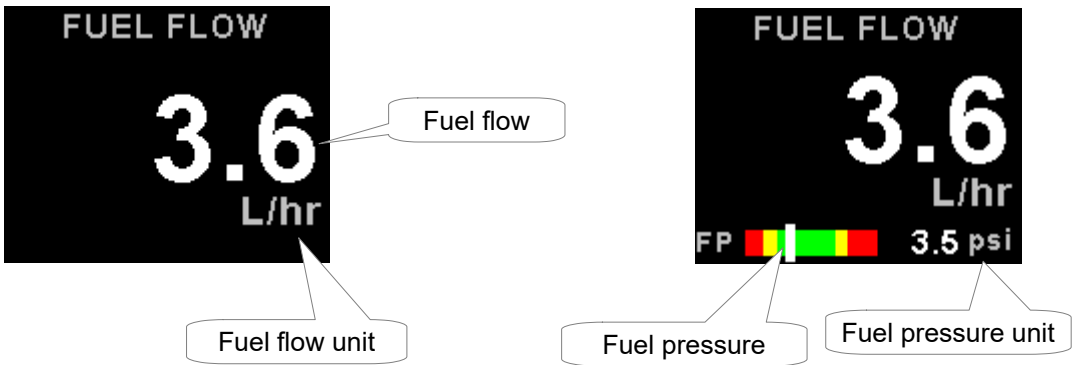 FUEL FLOW
3.6
L/hr
Fuel flow
Fuel flow unit
FUEL FLOW
3.6
L/hr
FP 3.5 psi
Fuel pressure
Fuel pressure unit